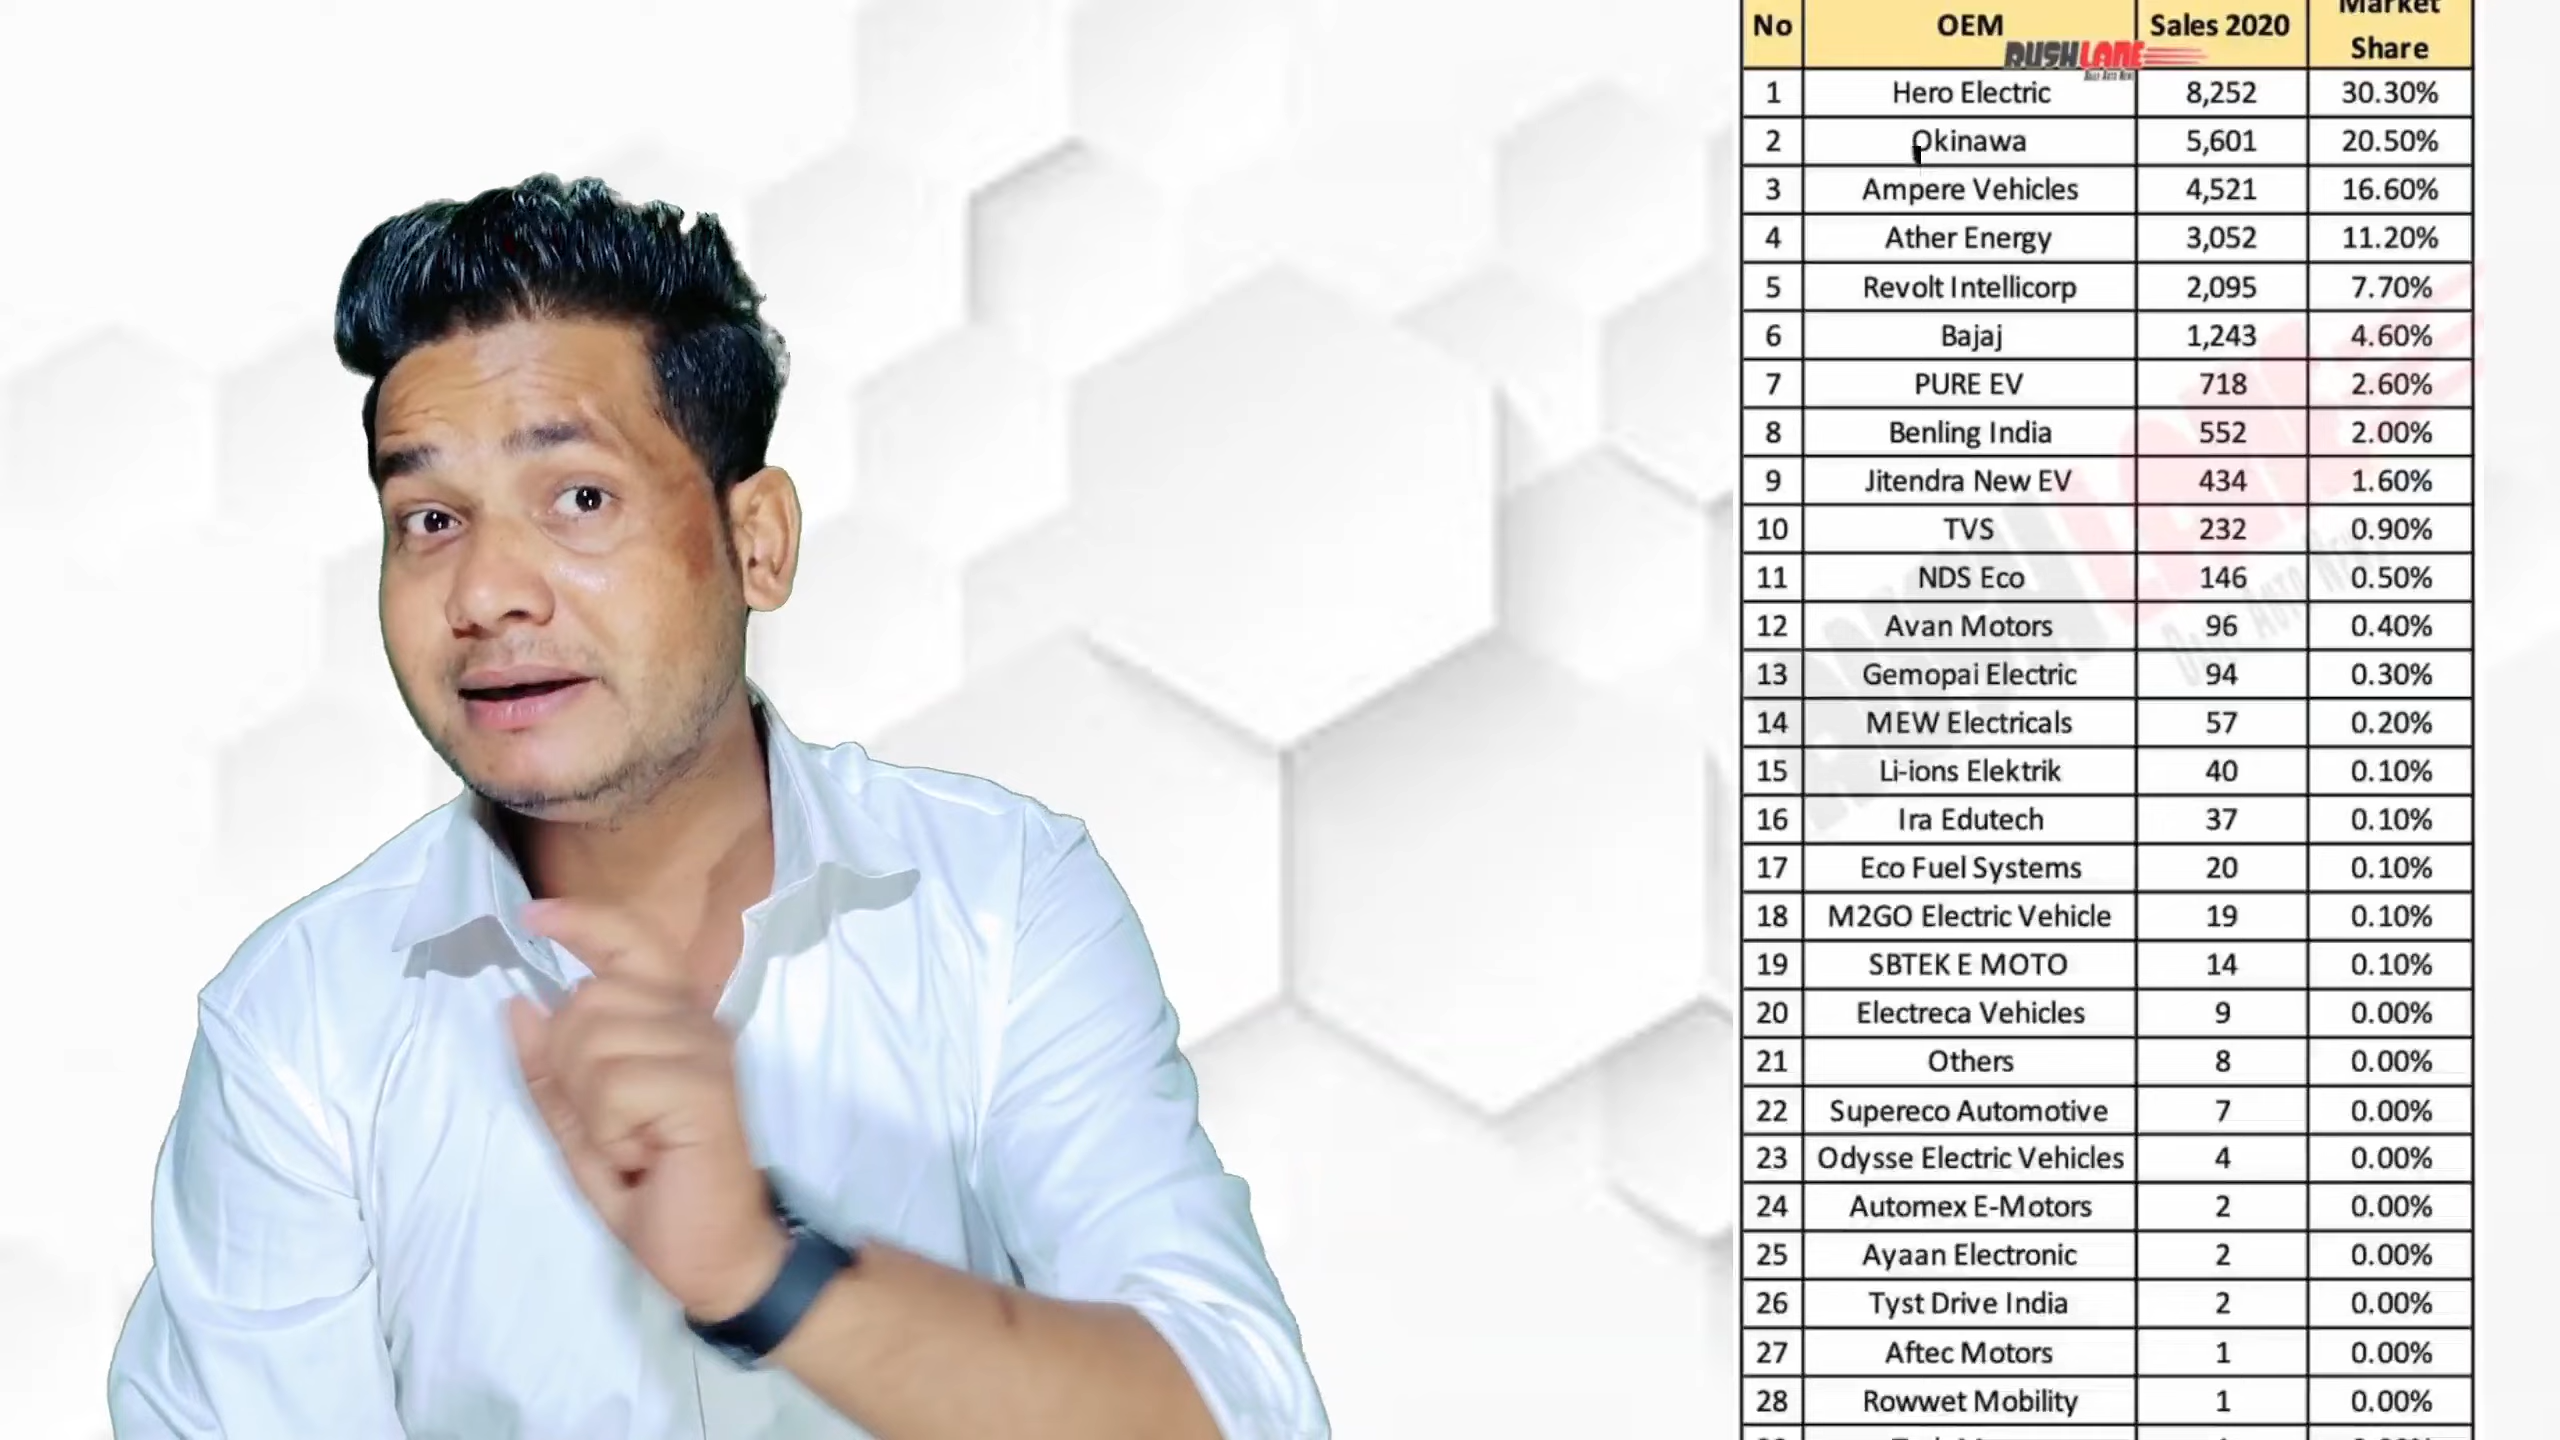 No OEM Sales 2020 Market Share
RUSHLANE
DAILY AUTO NEWS
1 Hero Electric 8,252 30.30%
2 Okinawa 5,601 20.50%
3 Ampere Vehicles 4,521 16.60%
4 Ather Energy 3,052 11.20%
5 Revolt Intellicorp 2,095 7.70%
6 Bajaj 1,243 4.60%
7 PURE EV 718 2.60%
8 Benling India 552 2.00%
9 Jitendra New EV 434 1.60%
10 TVS 232 0.90%
11 NDS Eco 146 0.50%
12 Avan Motors 96 0.40%
13 Gemopai Electric 94 0.30%
14 MEW Electricals 57 0.20%
15 Li-ions Elektrik 40 0.10%
16 Ira Edutech 37 0.10%
17 Eco Fuel Systems 20 0.10%
18 M2GO Electric Vehicle 19 0.10%
19 SBTEK E MOTO 14 0.10%
20 Electreca Vehicles 9 0.00%
21 Others 8 0.00%
22 Supereco Automotive 7 0.00%
23 Odysse Electric Vehicles 4 0.00%
24 Automex E-Motors 2 0.00%
25 Ayaan Electronic 2 0.00%
26 Tyst Drive India 2 0.00%
27 Aftec Motors 1 0.00%
28 Rowwet Mobility 1 0.00%